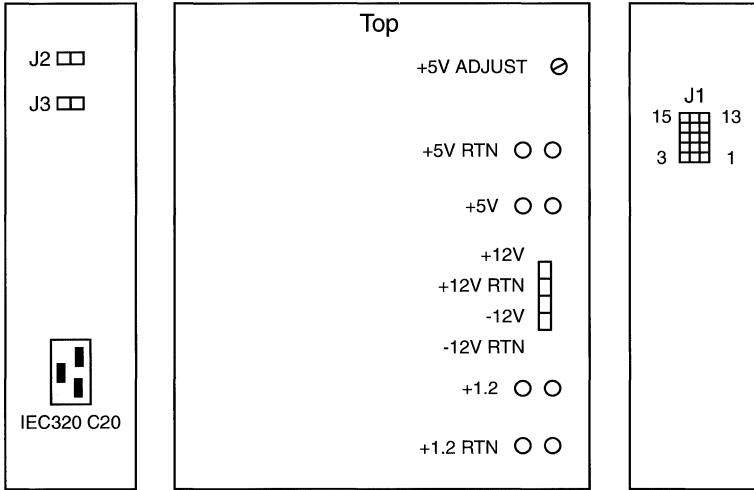 J2
J3
IEC320 C20
Top
+5V ADJUST
+5V RTN
+5V
+12V
+12V RTN
-12V
-12V RTN
+1.2
+1.2 RTN
J1
15 13
3 1